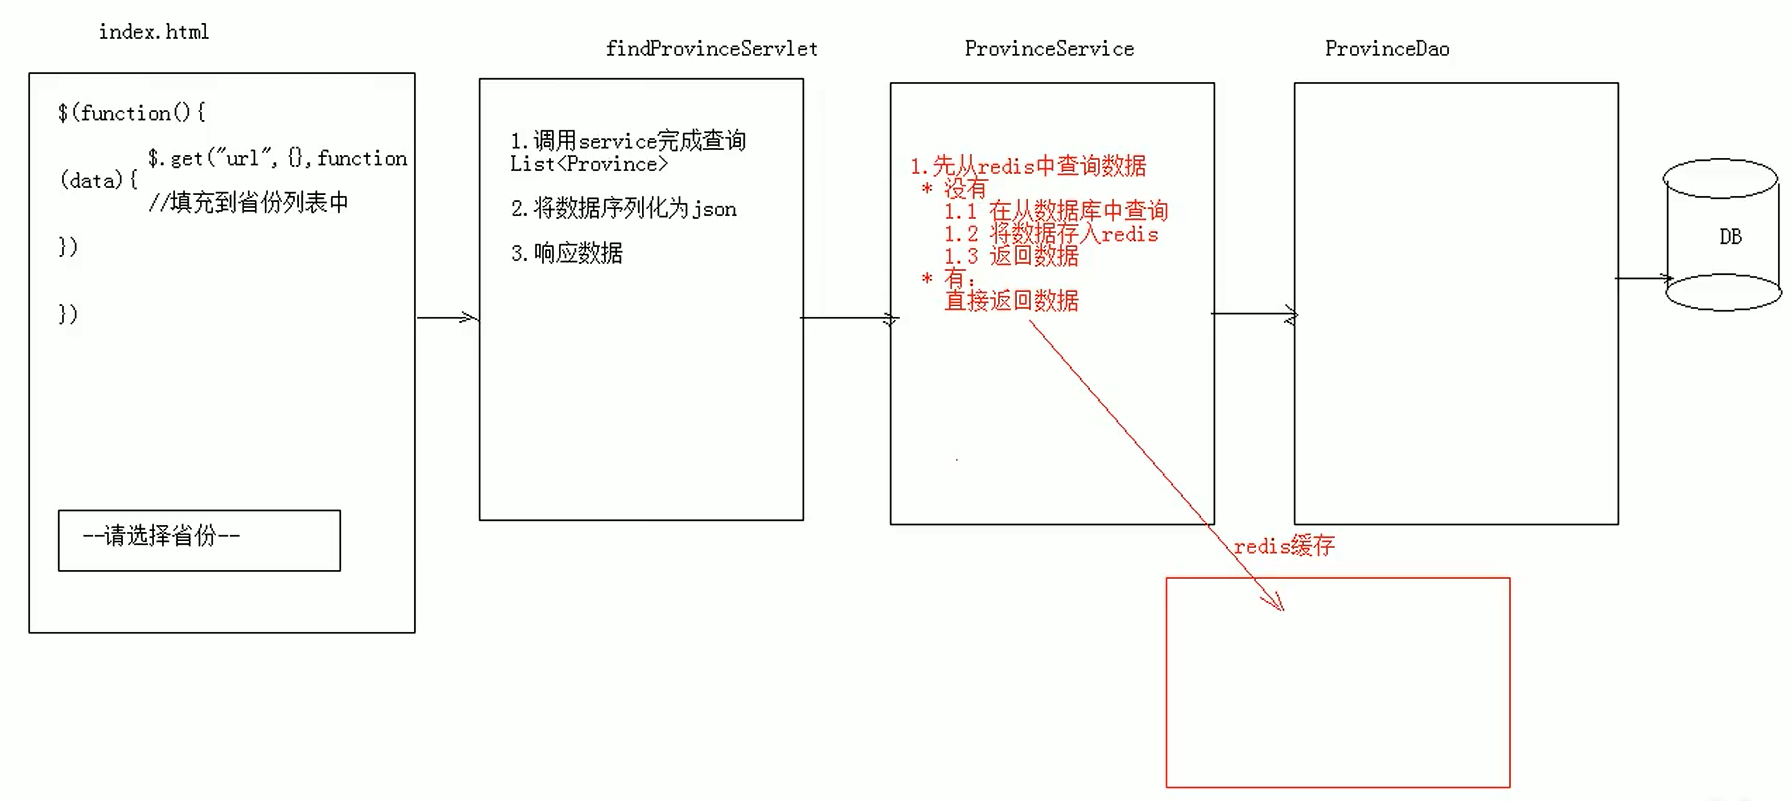 index.html
$(function(){
$.get("url",{},function
(data){
//填充到省份列表中
})
})
--请选择省份--
findProvinceServlet
1.调用service完成查询
List<Province>
2.将数据序列化为json
3.响应数据
ProvinceService
1.先从redis中查询数据
* 没有
1.1 在从数据库中查询
1.2 将数据存入redis
1.3 返回数据
* 有：
直接返回数据
ProvinceDao
DB
redis缓存